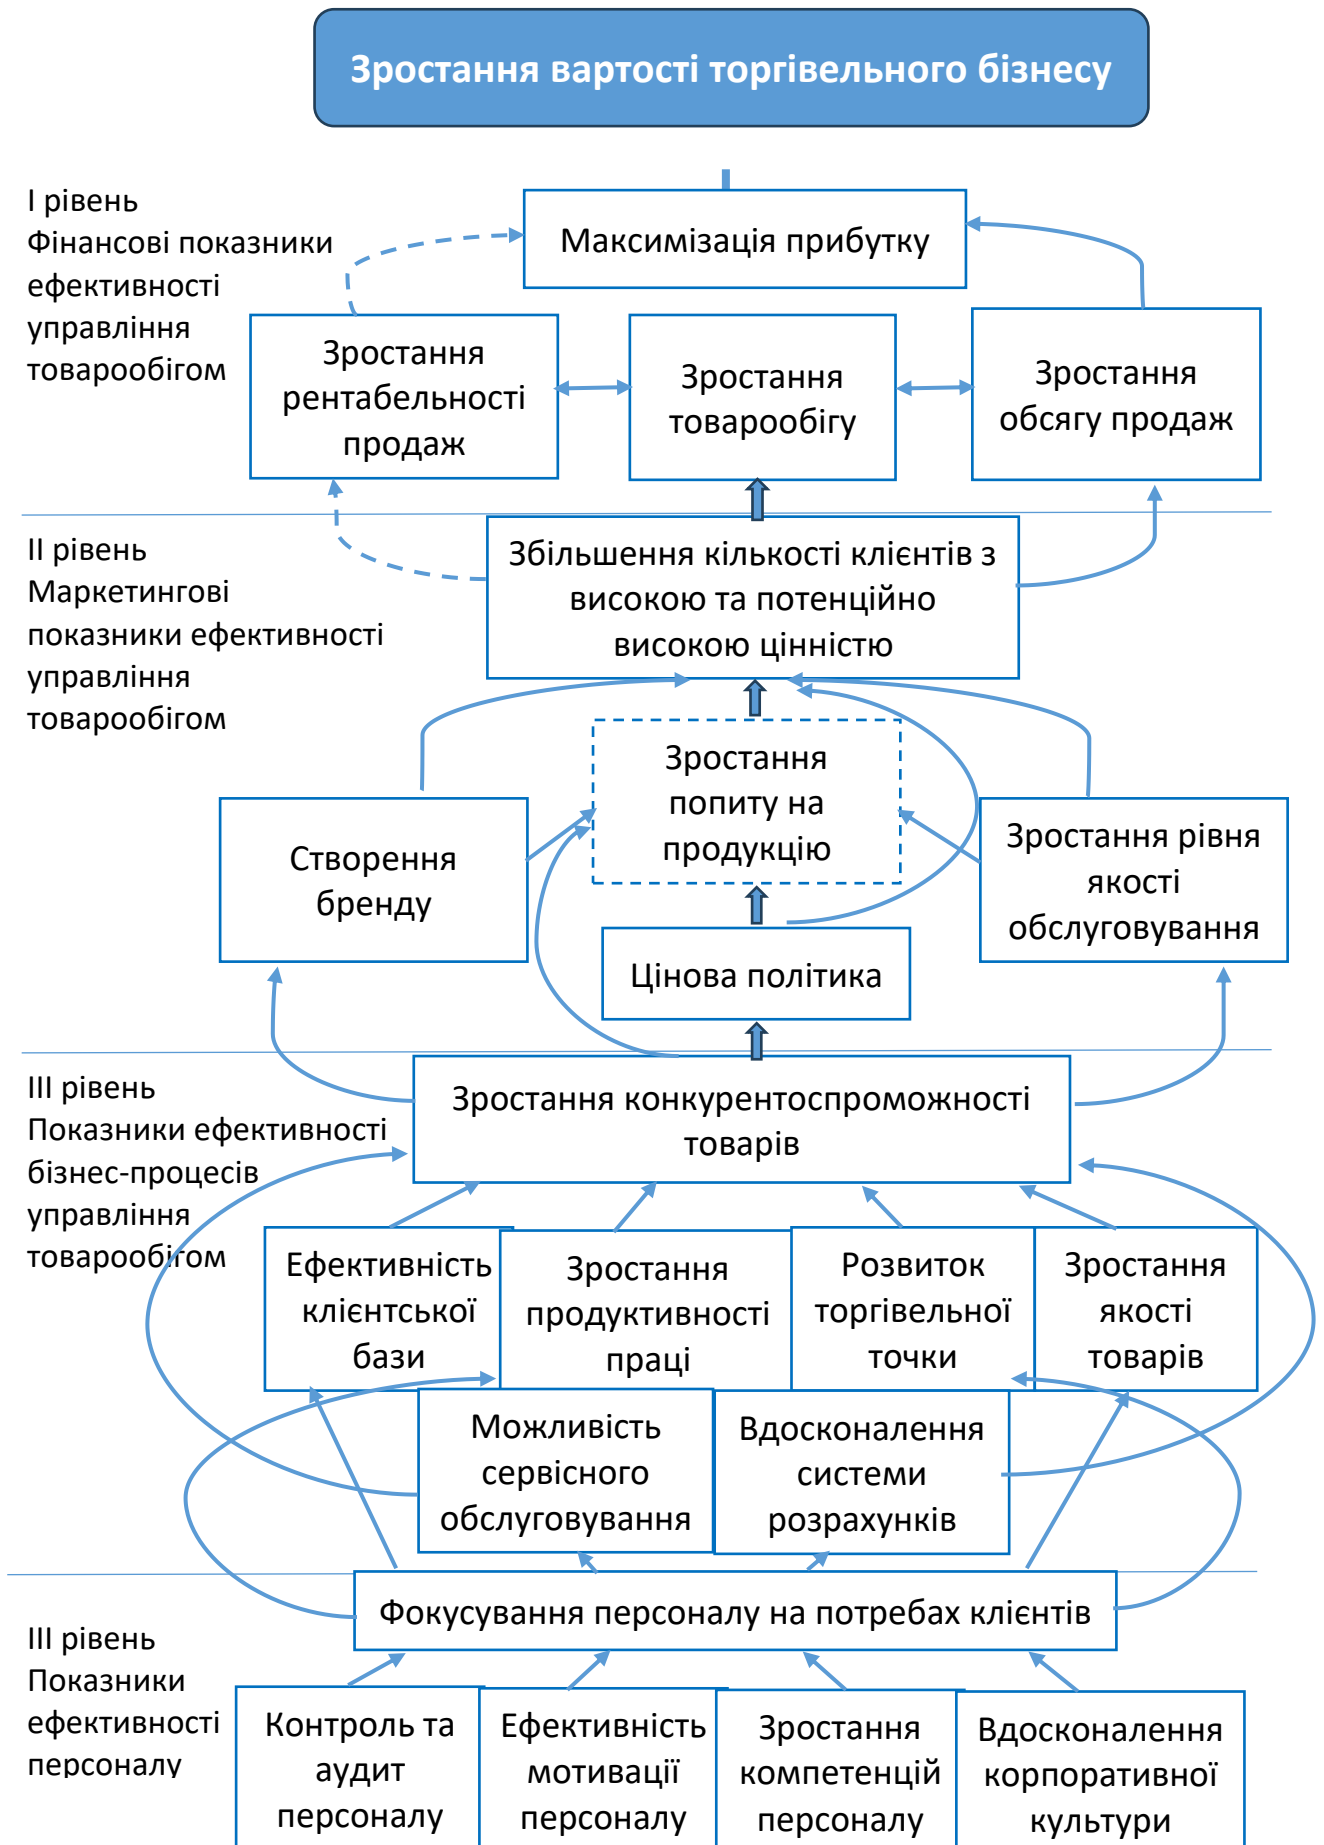 Зростання вартості торгівельного бізнесу
І рівень
Фінансові показники
ефективності
управління
товарообігом
Максимізація прибутку
Зростання
рентабельності
продаж
Зростання
товарообігу
Зростання
обсягу продаж
ІІ рівень
Маркетингові
показники ефективності
управління
товарообігом
Збільшення кількості клієнтів з
високою та потенційно
високою цінністю
Зростання
попиту на
продукцію
Створення
бренду
Зростання рівня
якості
обслуговування
Цінова політика
ІІІ рівень
Показники ефективності
бізнес-процесів
управління
товарообігом
Зростання конкурентоспроможності
товарів
Ефективність
клієнтської
бази
Зростання
продуктивності
праці
Розвиток
торгівельної
точки
Зростання
якості
товарів
Можливість
сервісного
обслуговування
Вдосконалення
системи
розрахунків
Фокусування персоналу на потребах клієнтів
ІІІ рівень
Показники
ефективності
персоналу
Контроль та
аудит
персоналу
Ефективність
мотивації
персоналу
Зростання
компетенцій
персоналу
Вдосконалення
корпоративної
культури